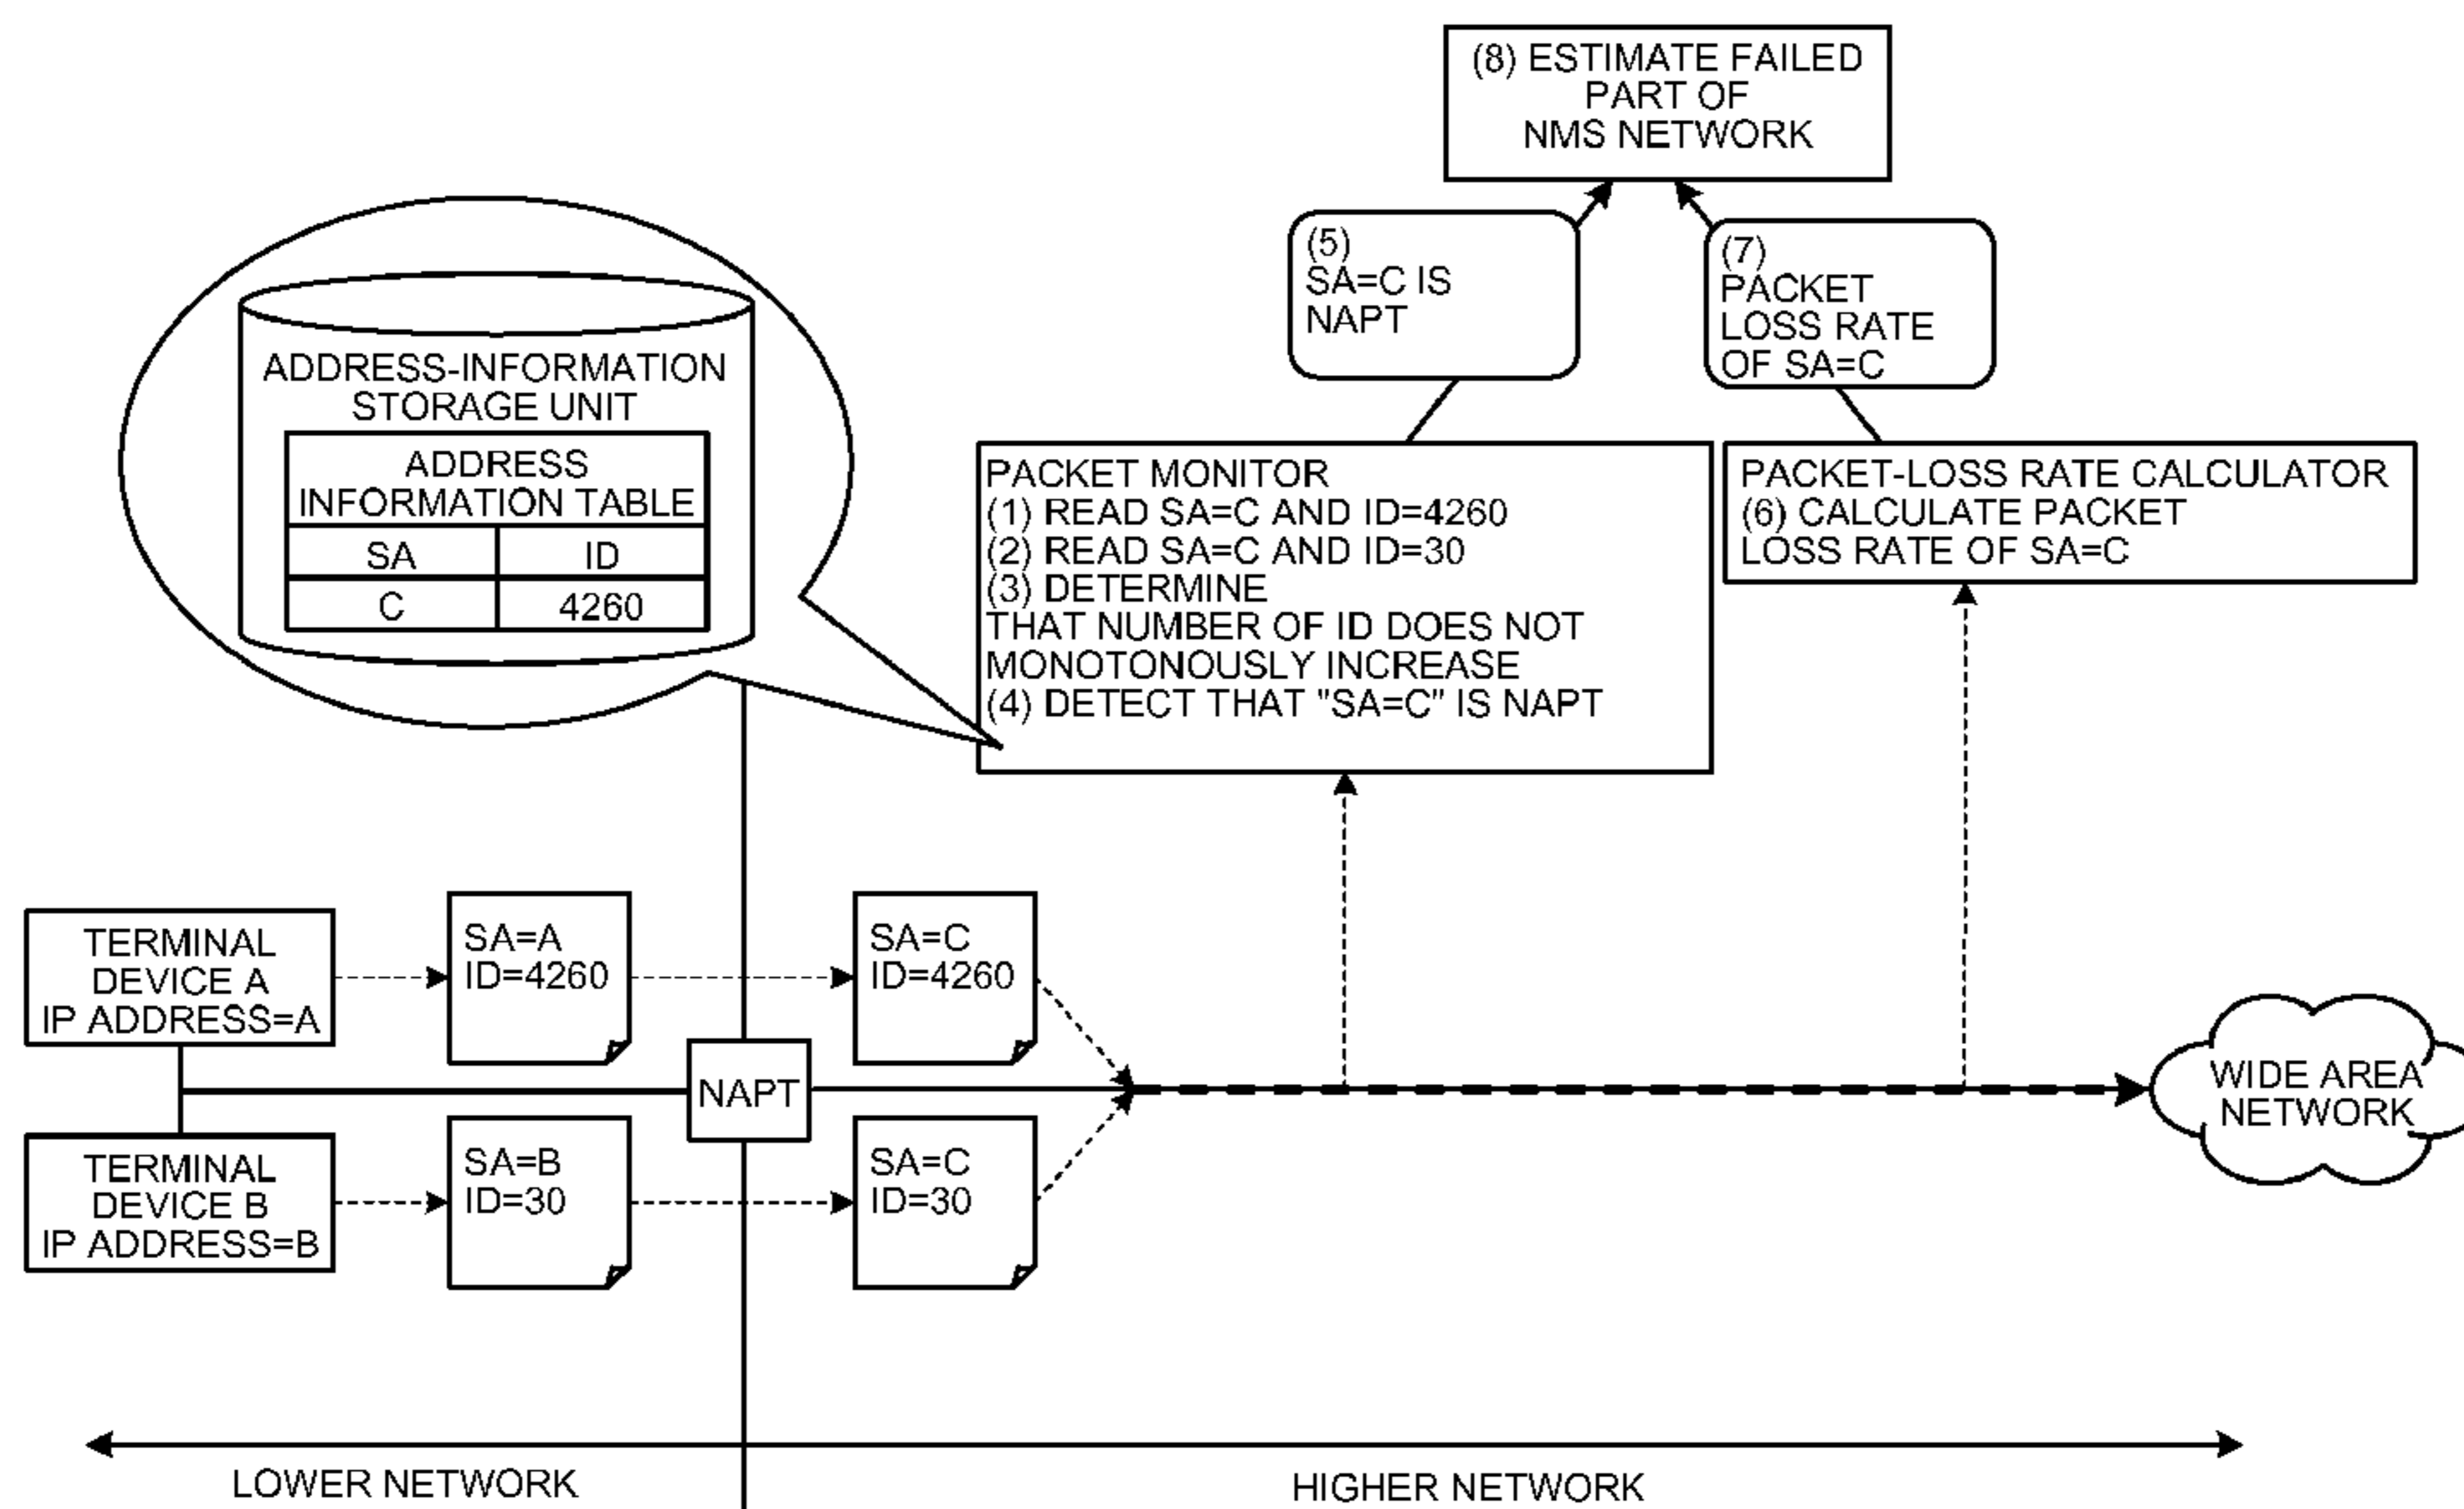 (8) ESTIMATE FAILED
PART OF
NMS NETWORK
(5)
SA=C IS
NAPT
(7)
PACKET
LOSS RATE
OF SA=C
ADDRESS-INFORMATION
STORAGE UNIT
ADDRESS
INFORMATION TABLE
SA ID
C 4260
PACKET MONITOR
(1) READ SA=C AND ID=4260
(2) READ SA=C AND ID=30
(3) DETERMINE
THAT NUMBER OF ID DOES NOT
MONOTONOUSLY INCREASE
(4) DETECT THAT "SA=C" IS NAPT
PACKET-LOSS RATE CALCULATOR
(6) CALCULATE PACKET
LOSS RATE OF SA=C
TERMINAL
DEVICE A
IP ADDRESS=A
SA=A
ID=4260
SA=C
ID=4260
NAPT
WIDE AREA
NETWORK
TERMINAL
DEVICE B
IP ADDRESS=B
SA=B
ID=30
SA=C
ID=30
LOWER NETWORK
HIGHER NETWORK